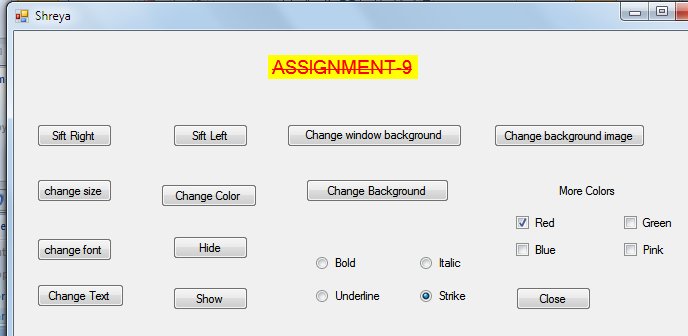 Shreya
ASSIGNMENT-9
Sift Right Sift Left Change window background Change background image
change size Change Color Change Background More Colors
Red Green
change font Hide Blue Pink
Bold Italic
Change Text Show Underline Strike Close